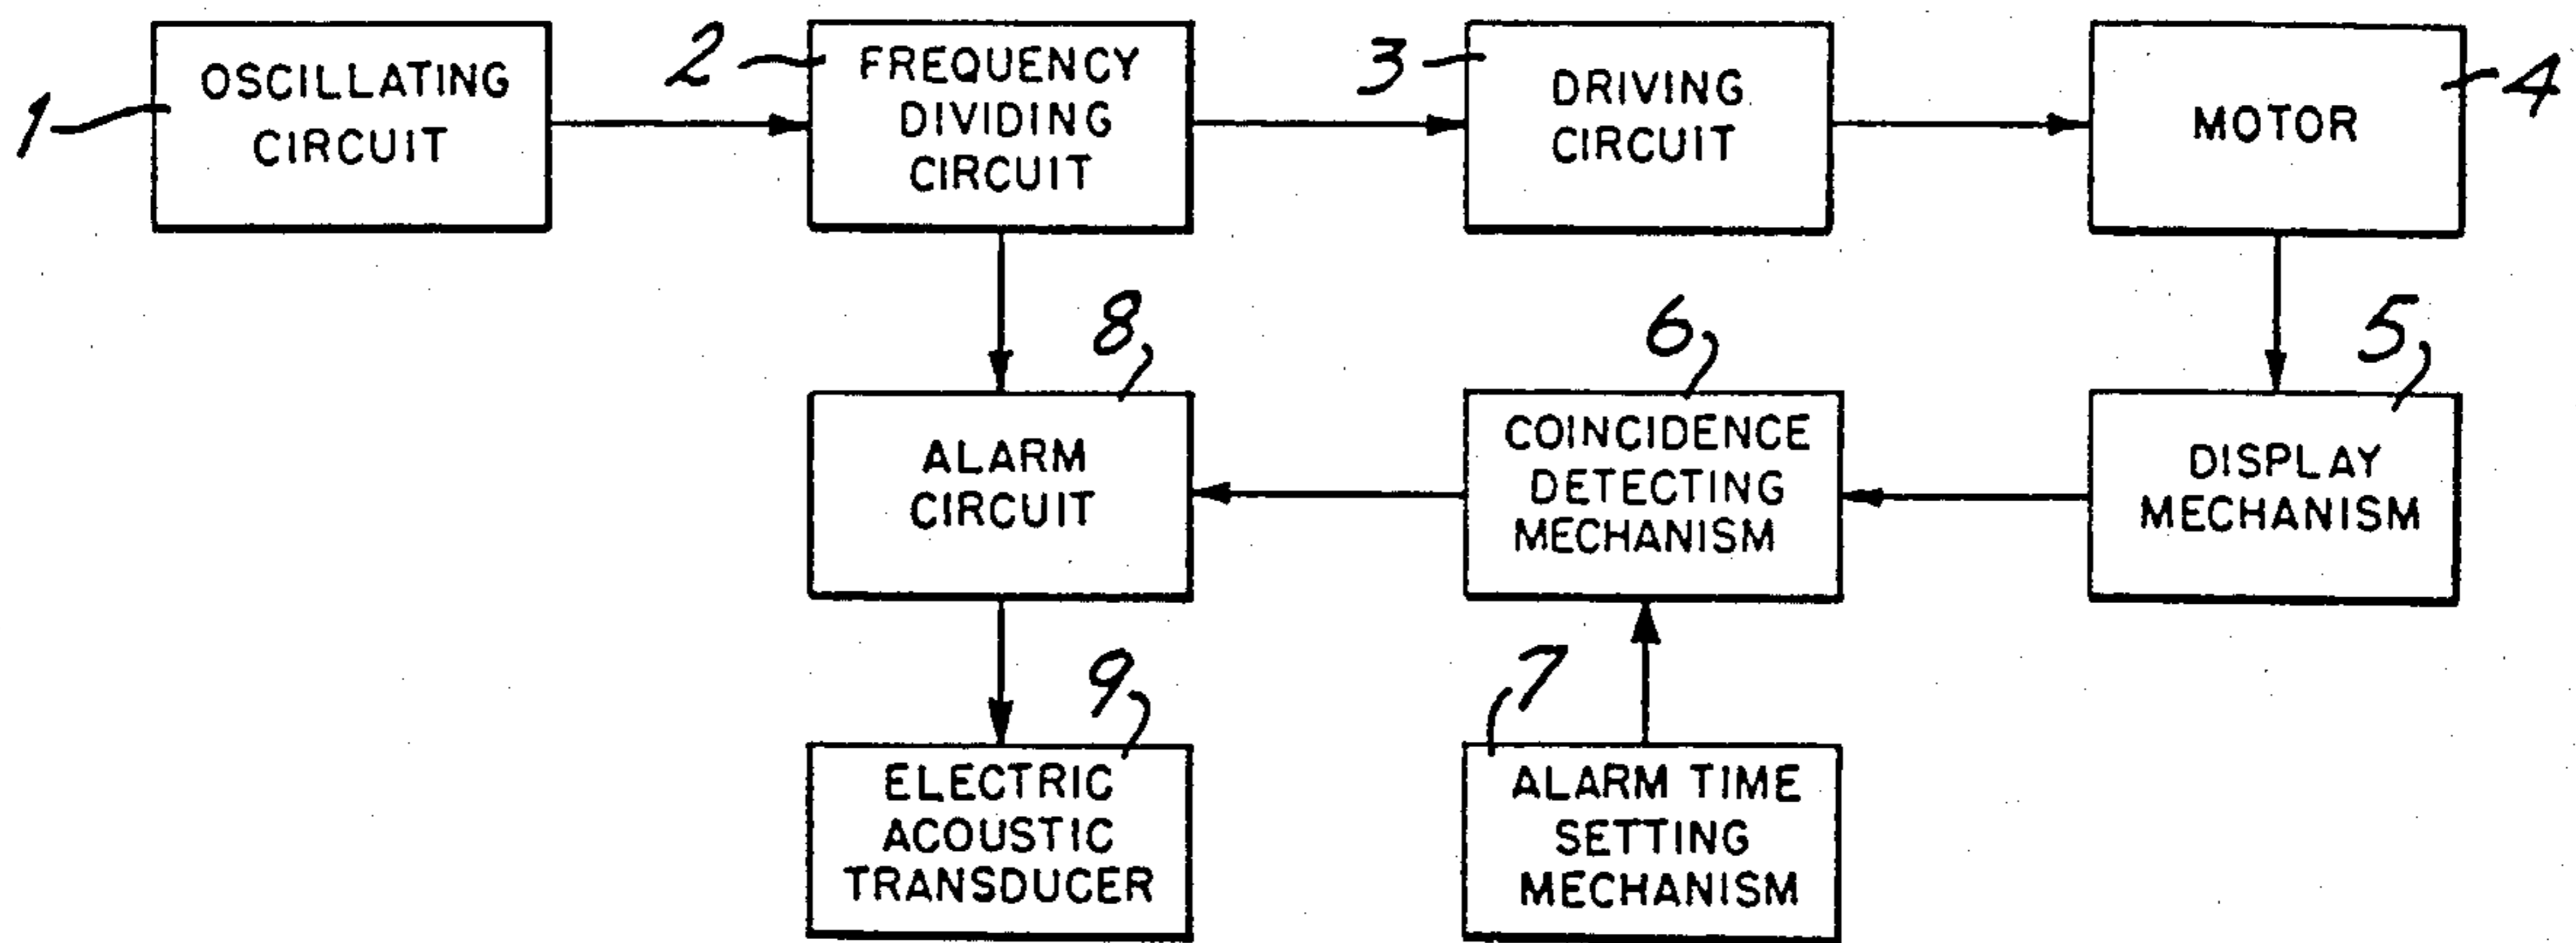 1
OSCILLATING
CIRCUIT
2
FREQUENCY
DIVIDING
CIRCUIT
3
DRIVING
CIRCUIT
MOTOR
4
8
ALARM
CIRCUIT
6
COINCIDENCE
DETECTING
MECHANISM
5
DISPLAY
MECHANISM
9
ELECTRIC
ACOUSTIC
TRANSDUCER
7
ALARM TIME
SETTING
MECHANISM